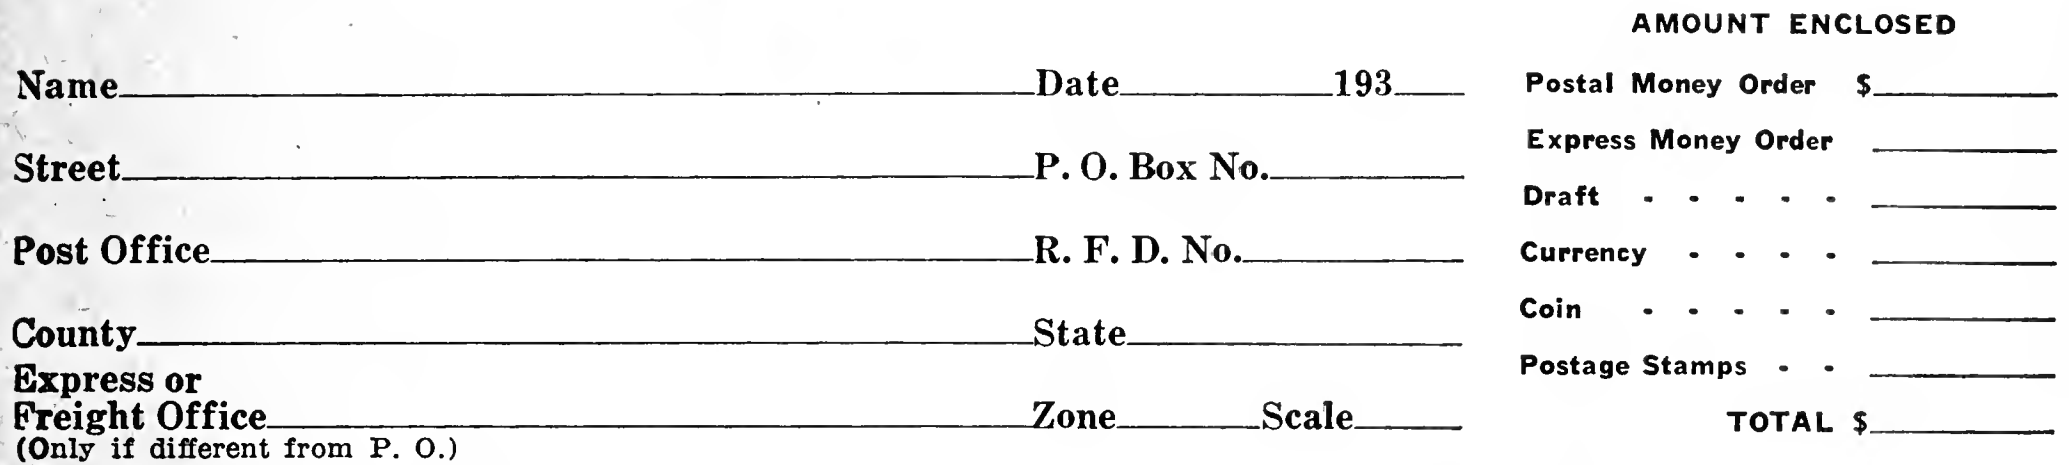 Name Date 193
Street P. O. Box No.
Post Office R. F. D. No.
County State
Express or
Freight Office Zone Scale
(Only if different from P. O.)
AMOUNT ENCLOSED
Postal Money Order $
Express Money Order
Draft - - - - -
Currency - - - -
Coin - - - - -
Postage Stamps - -
TOTAL $